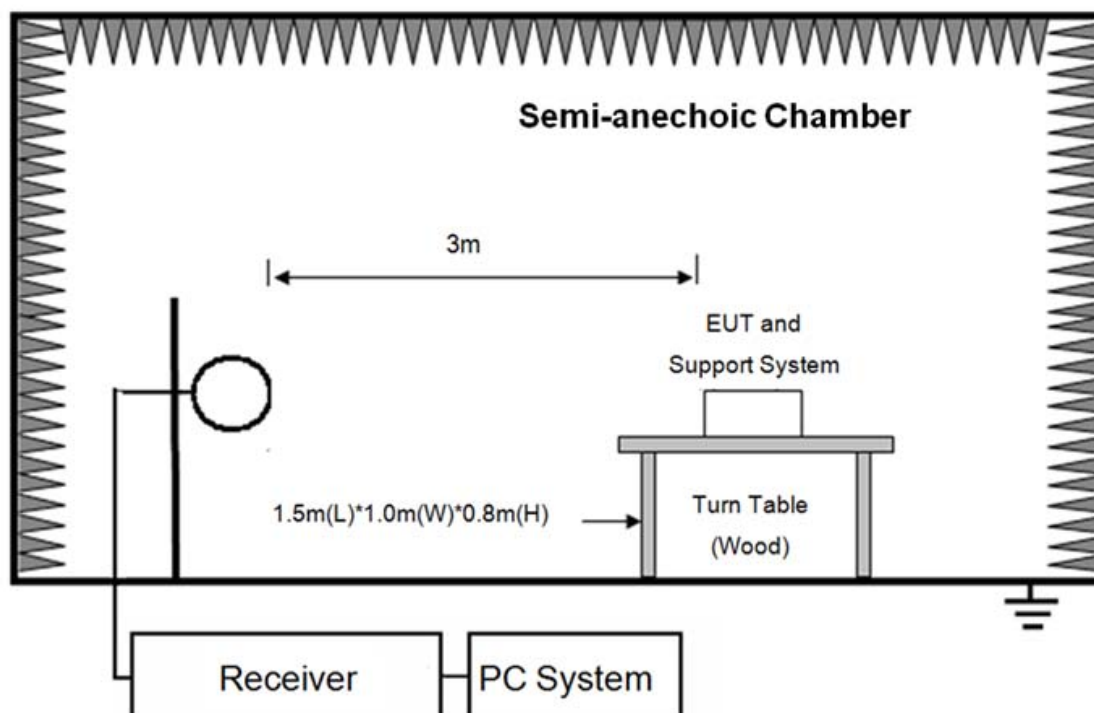 Semi-anechoic Chamber
3m
EUT and
Support System
1.5m(L)*1.0m(W)*0.8m(H)
Turn Table
(Wood)
Receiver
PC System